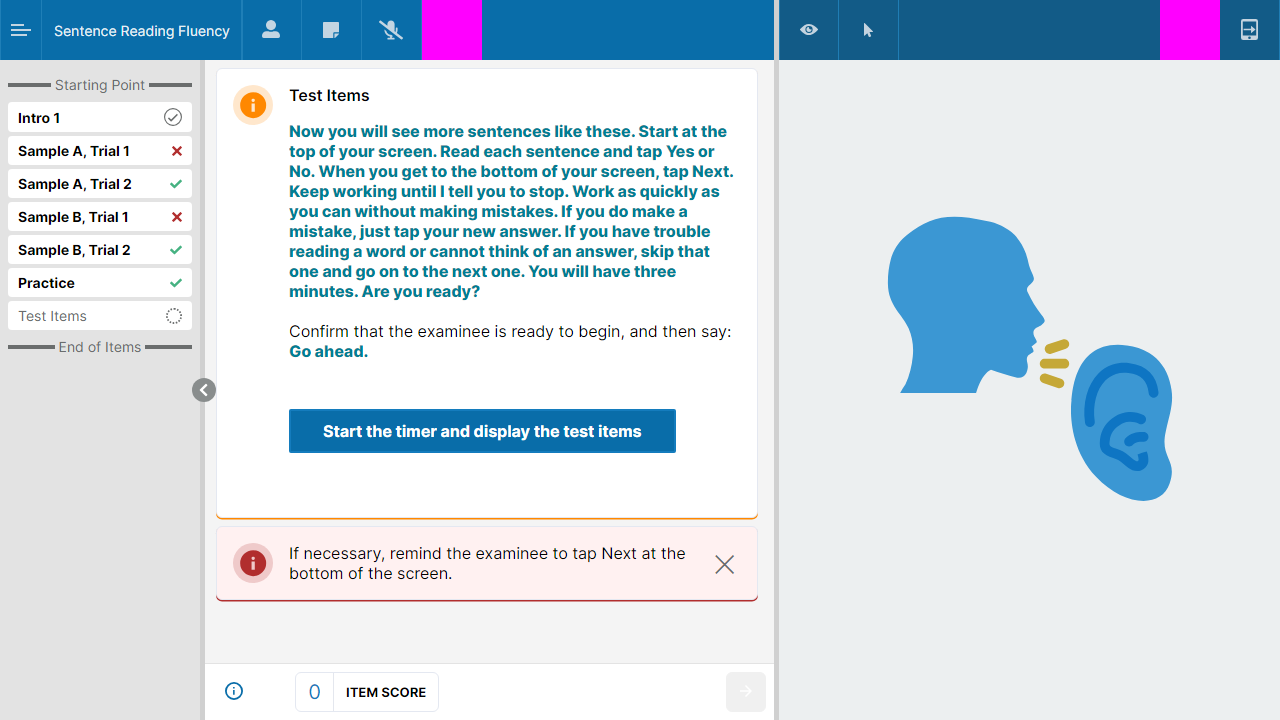 Sentence Reading Fluency
Starting Point
Intro 1
Sample A, Trial 1
Sample A, Trial 2
Sample B, Trial 1
Sample B, Trial 2
Practice
Test Items
End of Items
Test Items
Now you will see more sentences like these. Start at the
top of your screen. Read each sentence and tap Yes or
No. When you get to the bottom of your screen, tap Next.
Keep working until I tell you to stop. Work as quickly as
you can without making mistakes. If you do make a
mistake, just tap your new answer. If you have trouble
reading a word or cannot think of an answer, skip that
one and go on to the next one. You will have three
minutes. Are you ready?
Confirm that the examinee is ready to begin, and then say:
Go ahead.
Start the timer and display the test items
If necessary, remind the examinee to tap Next at the
bottom of the screen.
0 ITEM SCORE